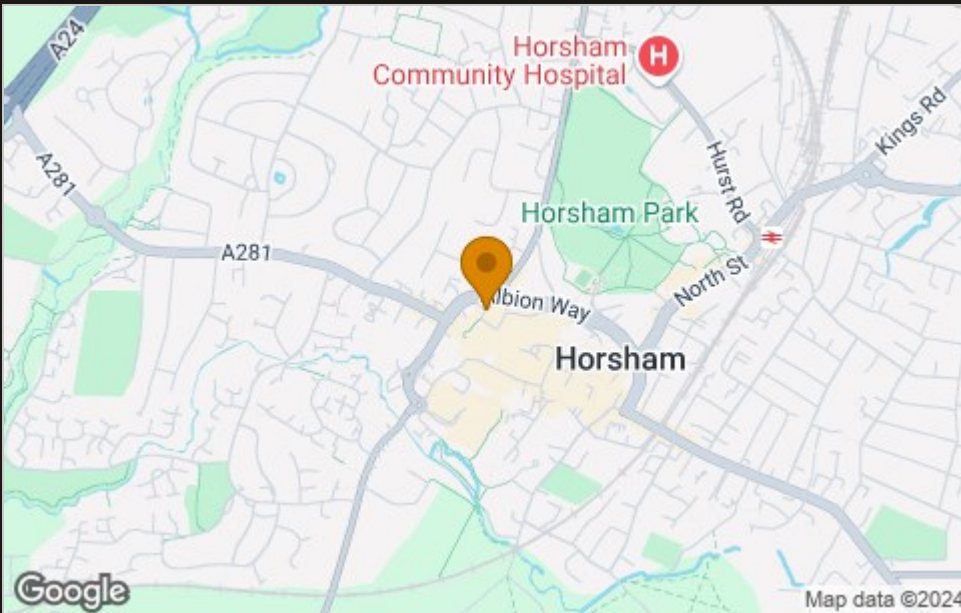 A24
Horsham
Community Hospital
H
Kings Rd
A281
Hurst Rd
Horsham Park
A281
North St
lbion Way
Horsham
Google
Map data ©2024